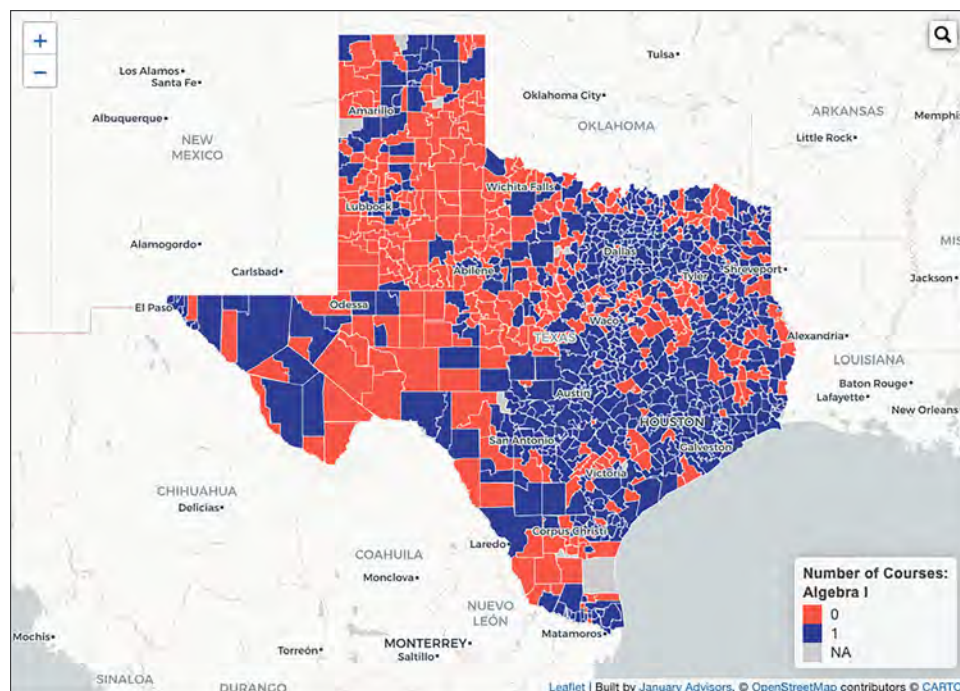 +
−
Tulsa
Los Alamos
Santa Fe
Oklahoma City
ARKANSAS
Amarillo
Albuquerque
Memphis
OKLAHOMA
NEW
MEXICO
Little Rock
Wichita Falls
Lubbock
Alamogordo
Dallas
MIS
Carlsbad
Abilene
Tyler
Shreveport
Jackson
El Paso
Odessa
Waco
TEXAS
Alexandria
LOUISIANA
Austin
Baton Rouge
Lafayette
HOUSTON
New Orleans
San Antonio
Galveston
Victoria
CHIHUAHUA
Delicias
Corpus Christi
Laredo
COAHUILA
Monclova
NUEVO
LEÓN
Number of Courses:
Algebra I
0
1
NA
Mochis
Matamoros
MONTERREY
Torreón
Saltillo
SINALOA
DURANGO
Leaflet | Built by January Advisors, © OpenStreetMap contributors © CARTO